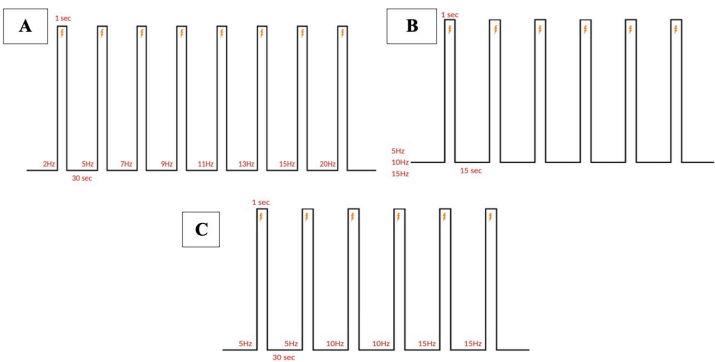 A
1 sec
2Hz 5Hz 7Hz 9Hz 11Hz 13Hz 15Hz 20Hz
30 sec
B
1 sec
5Hz
10Hz
15Hz
15 sec
C
1 sec
5Hz 5Hz 10Hz 10Hz 15Hz 15Hz
30 sec